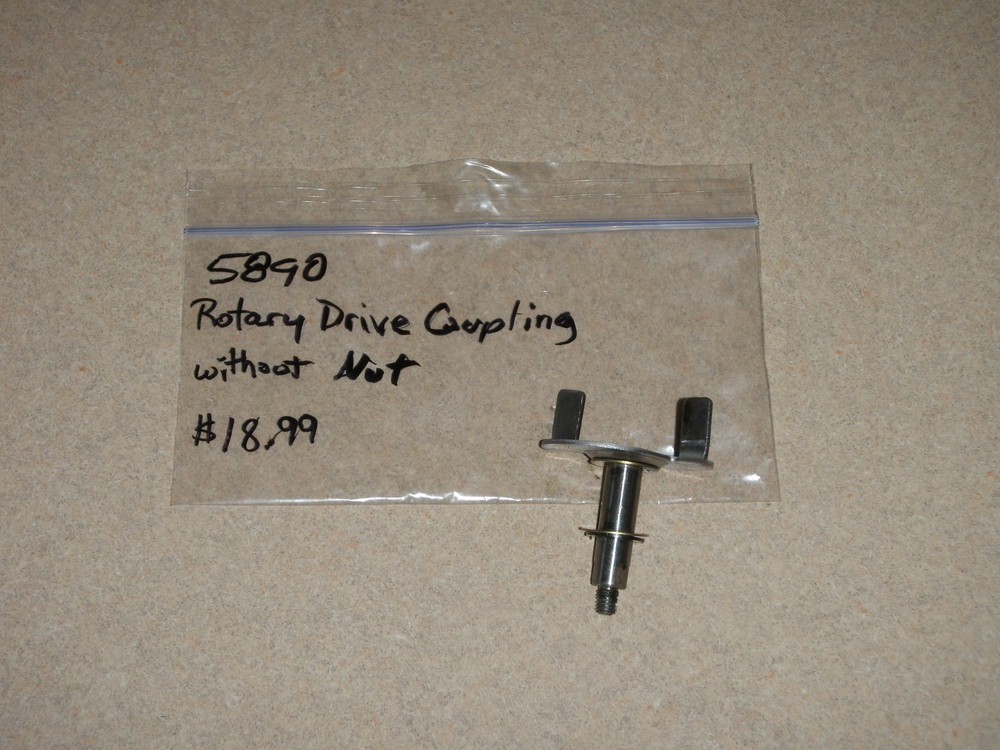 5890
Rotary Drive Coupling
without Nut
$18.99